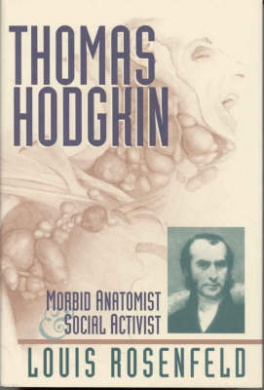 THOMAS
HODGKIN
MORBID ANATOMIST
& SOCIAL ACTIVIST
LOUIS ROSENFELD